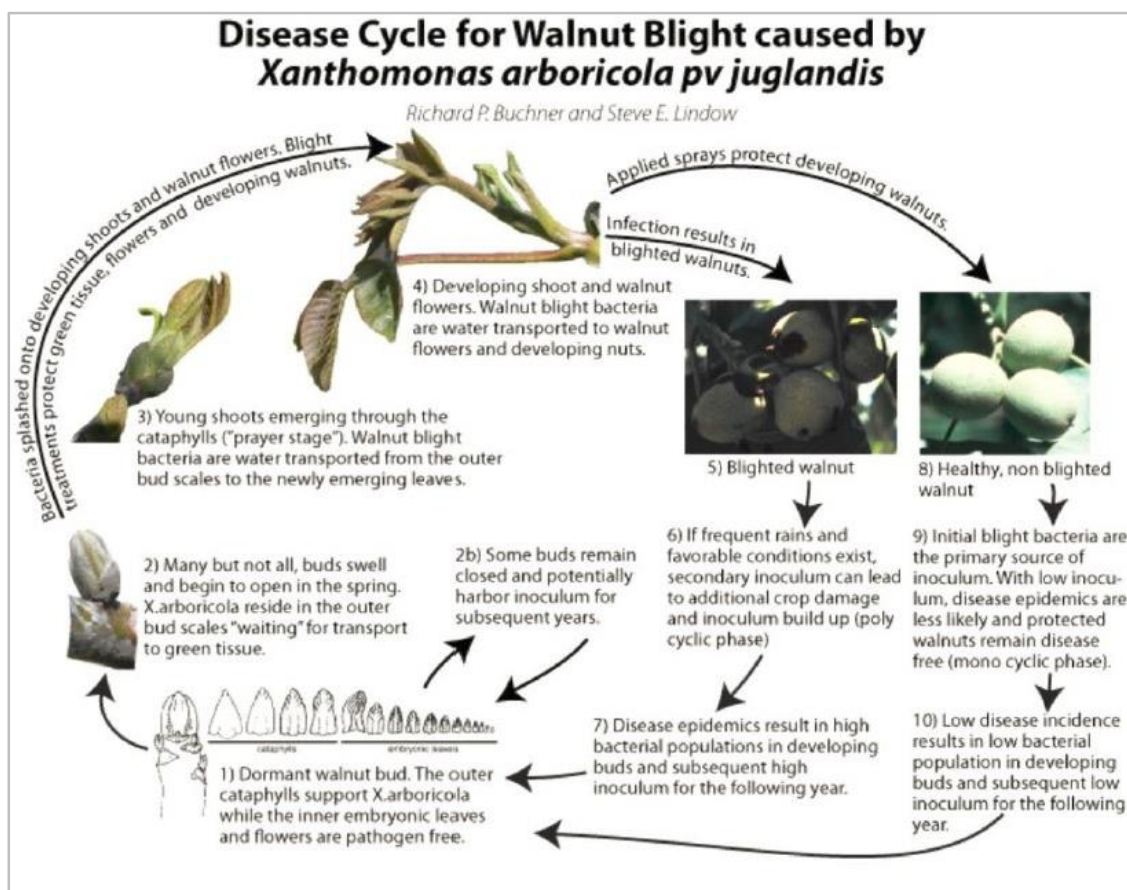 Disease Cycle for Walnut Blight caused by
Xanthomonas arboricola pv juglandis
Richard P. Buchner and Steve E. Lindow
Bacteria splashed onto developing shoots and walnut flowers. Blight
treatments protect green tissue, flowers and developing walnuts.
Applied sprays protect developing walnuts.
Infection results in
blighted walnuts.
4) Developing shoot and walnut
flowers. Walnut blight bacteria
are water transported to walnut
flowers and developing nuts.
3) Young shoots emerging through the
cataphylls ("prayer stage"). Walnut blight
bacteria are water transported from the outer
bud scales to the newly emerging leaves.
5) Blighted walnut
8) Healthy, non blighted
walnut
2) Many but not all, buds swell
and begin to open in the spring.
X.arboricola reside in the outer
bud scales "waiting" for transport
to green tissue.
2b) Some buds remain
closed and potentially
harbor inoculum for
subsequent years.
6) If frequent rains and
favorable conditions exist,
secondary inoculum can lead
to additional crop damage
and inoculum build up (poly
cyclic phase)
9) Initial blight bacteria are
the primary source of
inoculum. With low inocu-
lum, disease epidemics are
less likely and protected
walnuts remain disease
free (mono cyclic phase).
cataphylls
embryonic leaves
1) Dormant walnut bud. The outer
cataphylls support X.arboricola
while the inner embryonic leaves
and flowers are pathogen free.
7) Disease epidemics result in high
bacterial populations in developing
buds and subsequent high
inoculum for the following year.
10) Low disease incidence
results in low bacterial
population in developing
buds and subsequent low
inoculum for the following
year.